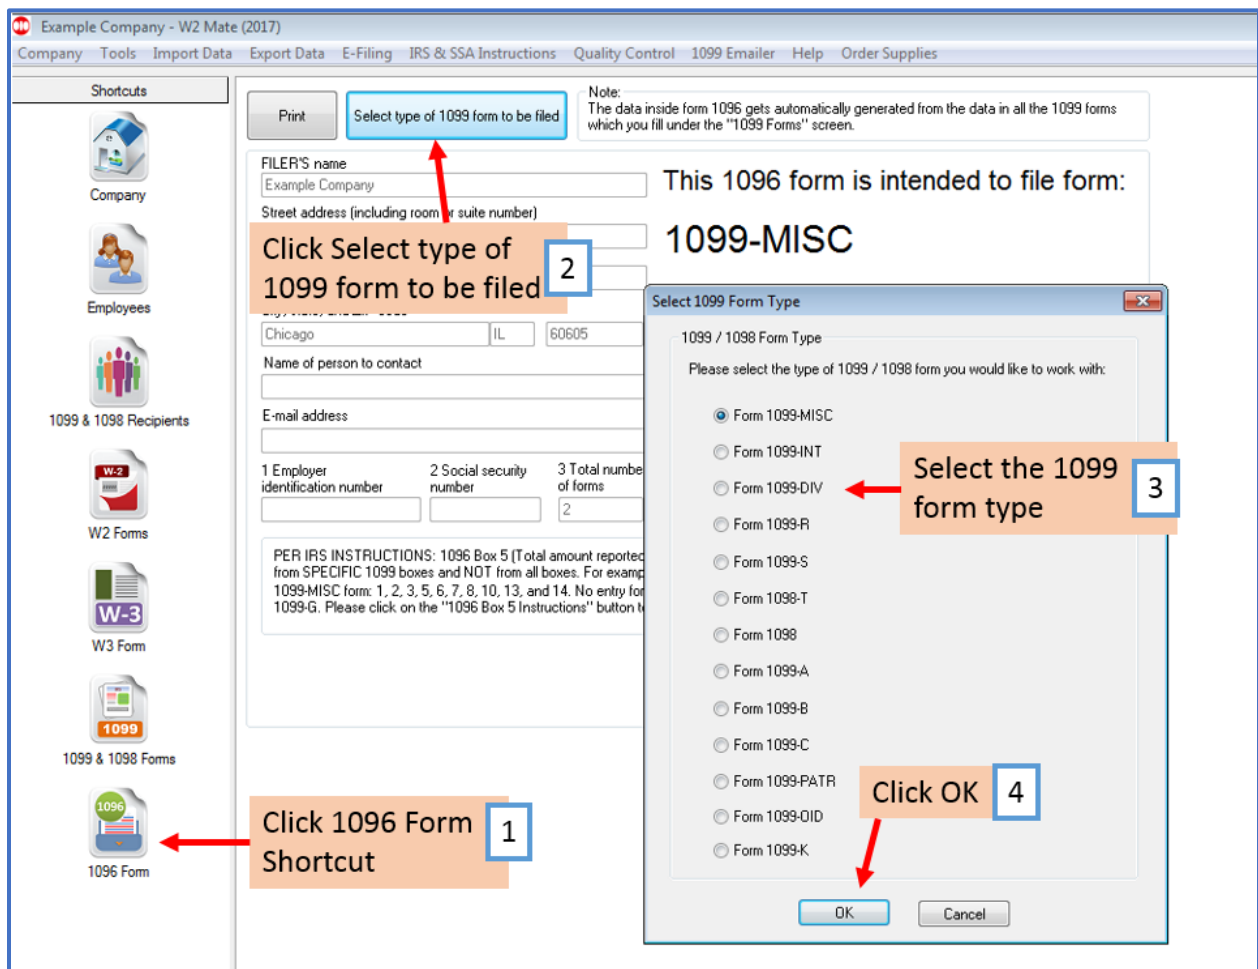 Example Company - W2 Mate (2017)
Company Tools Import Data Export Data E-Filing IRS & SSA Instructions Quality Control 1099 Emailer Help Order Supplies
Shortcuts
Company
Employees
1099 & 1098 Recipients
W-2
W2 Forms
W-3
W3 Form
1099
1099 & 1098 Forms
1096
1096 Form
Print
Select type of 1099 form to be filed
Note:
The data inside form 1096 gets automatically generated from the data in all the 1099 forms
which you fill under the "1099 Forms" screen.
FILER'S name
Example Company
Street address (including room or suite number)
This 1096 form is intended to file form:
1099-MISC
Click Select type of
1099 form to be filed
2
Chicago IL 60605
Name of person to contact
E-mail address
1 Employer
identification number
2 Social security
number
3 Total numbe
of forms
2
PER IRS INSTRUCTIONS: 1096 Box 5 (Total amount reported
from SPECIFIC 1099 boxes and NOT from all boxes. For examp
1099-MISC form: 1, 2, 3, 5, 6, 7, 8, 10, 13, and 14. No entry for
1099-G. Please click on the "1096 Box 5 Instructions" button t
Select 1099 Form Type
1099 / 1098 Form Type
Please select the type of 1099 / 1098 form you would like to work with:
Form 1099-MISC
Form 1099-INT
Form 1099-DIV
Form 1099-R
Form 1099-S
Form 1098-T
Form 1098
Form 1099-A
Form 1099-B
Form 1099-C
Form 1099-PATR
Form 1099-OID
Form 1099-K
OK
Cancel
Select the 1099
form type
3
Click OK
4
Click 1096 Form
Shortcut
1